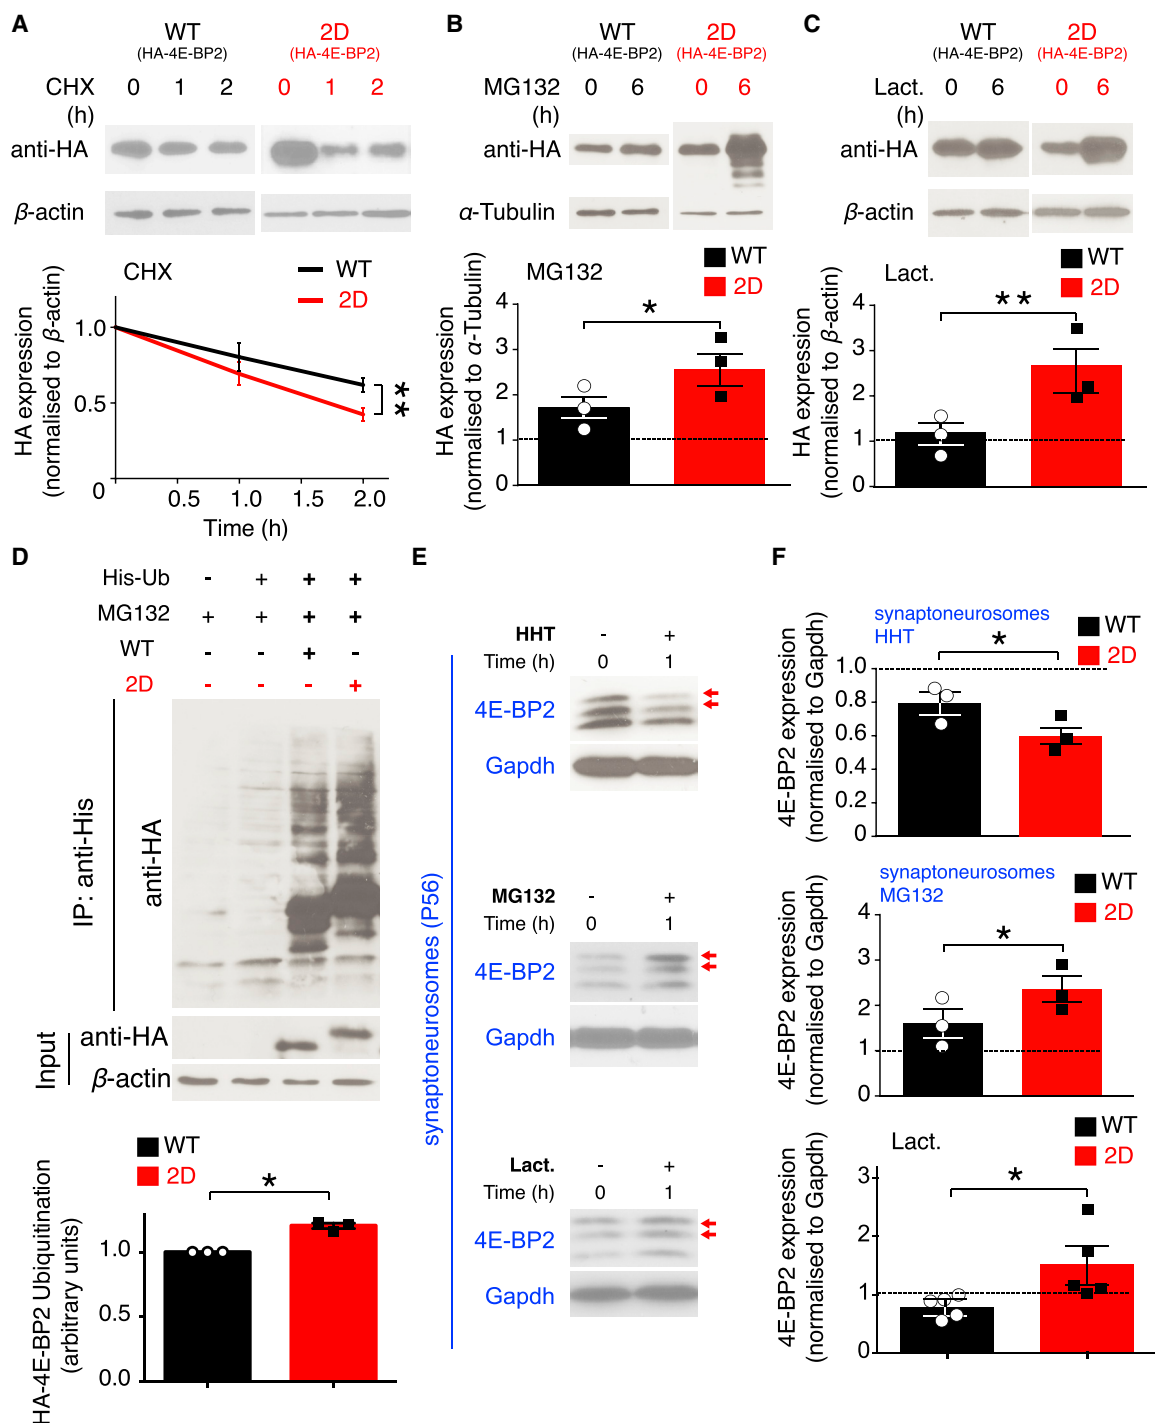 A
WT
(HA-4E-BP2)
2D
(HA-4E-BP2)
CHX
(h)
0 1 2 0 1 2
anti-HA
β-actin
CHX
WT
2D
HA expression
(normalised to β-actin)
1.0
0.5
0
0.5 1.0 1.5 2.0
Time (h)
**
B
WT
(HA-4E-BP2)
2D
(HA-4E-BP2)
MG132
(h)
0 6 0 6
anti-HA
α-Tubulin
MG132
WT
2D
HA expression
(normalised to α-Tubulin)
4
3
2
1
0
*
C
WT
(HA-4E-BP2)
2D
(HA-4E-BP2)
Lact.
(h)
0 6 0 6
anti-HA
β-actin
Lact.
WT
2D
HA expression
(normalised to β-actin)
4
3
2
1
0
**
D
His-Ub - + + +
MG132 + + + +
WT - - + -
2D - - - +
IP: anti-His
anti-HA
Input
anti-HA
β-actin
WT
2D
*
HA-4E-BP2 Ubiquitination
(arbitrary units)
1.0
0.5
0.0
E
synaptoneurosomes (P56)
HHT - +
Time (h) 0 1
4E-BP2
Gapdh
MG132 - +
Time (h) 0 1
4E-BP2
Gapdh
Lact. - +
Time (h) 0 1
4E-BP2
Gapdh
F
synaptoneurosomes
HHT
WT
2D
*
4E-BP2 expression
(normalised to Gapdh)
1.0
0.8
0.6
0.4
0.2
0
synaptoneurosomes
MG132
WT
2D
*
4E-BP2 expression
(normalised to Gapdh)
4
3
2
1
0
Lact.
WT
2D
*
4E-BP2 expression
(normalised to Gapdh)
3
2
1
0